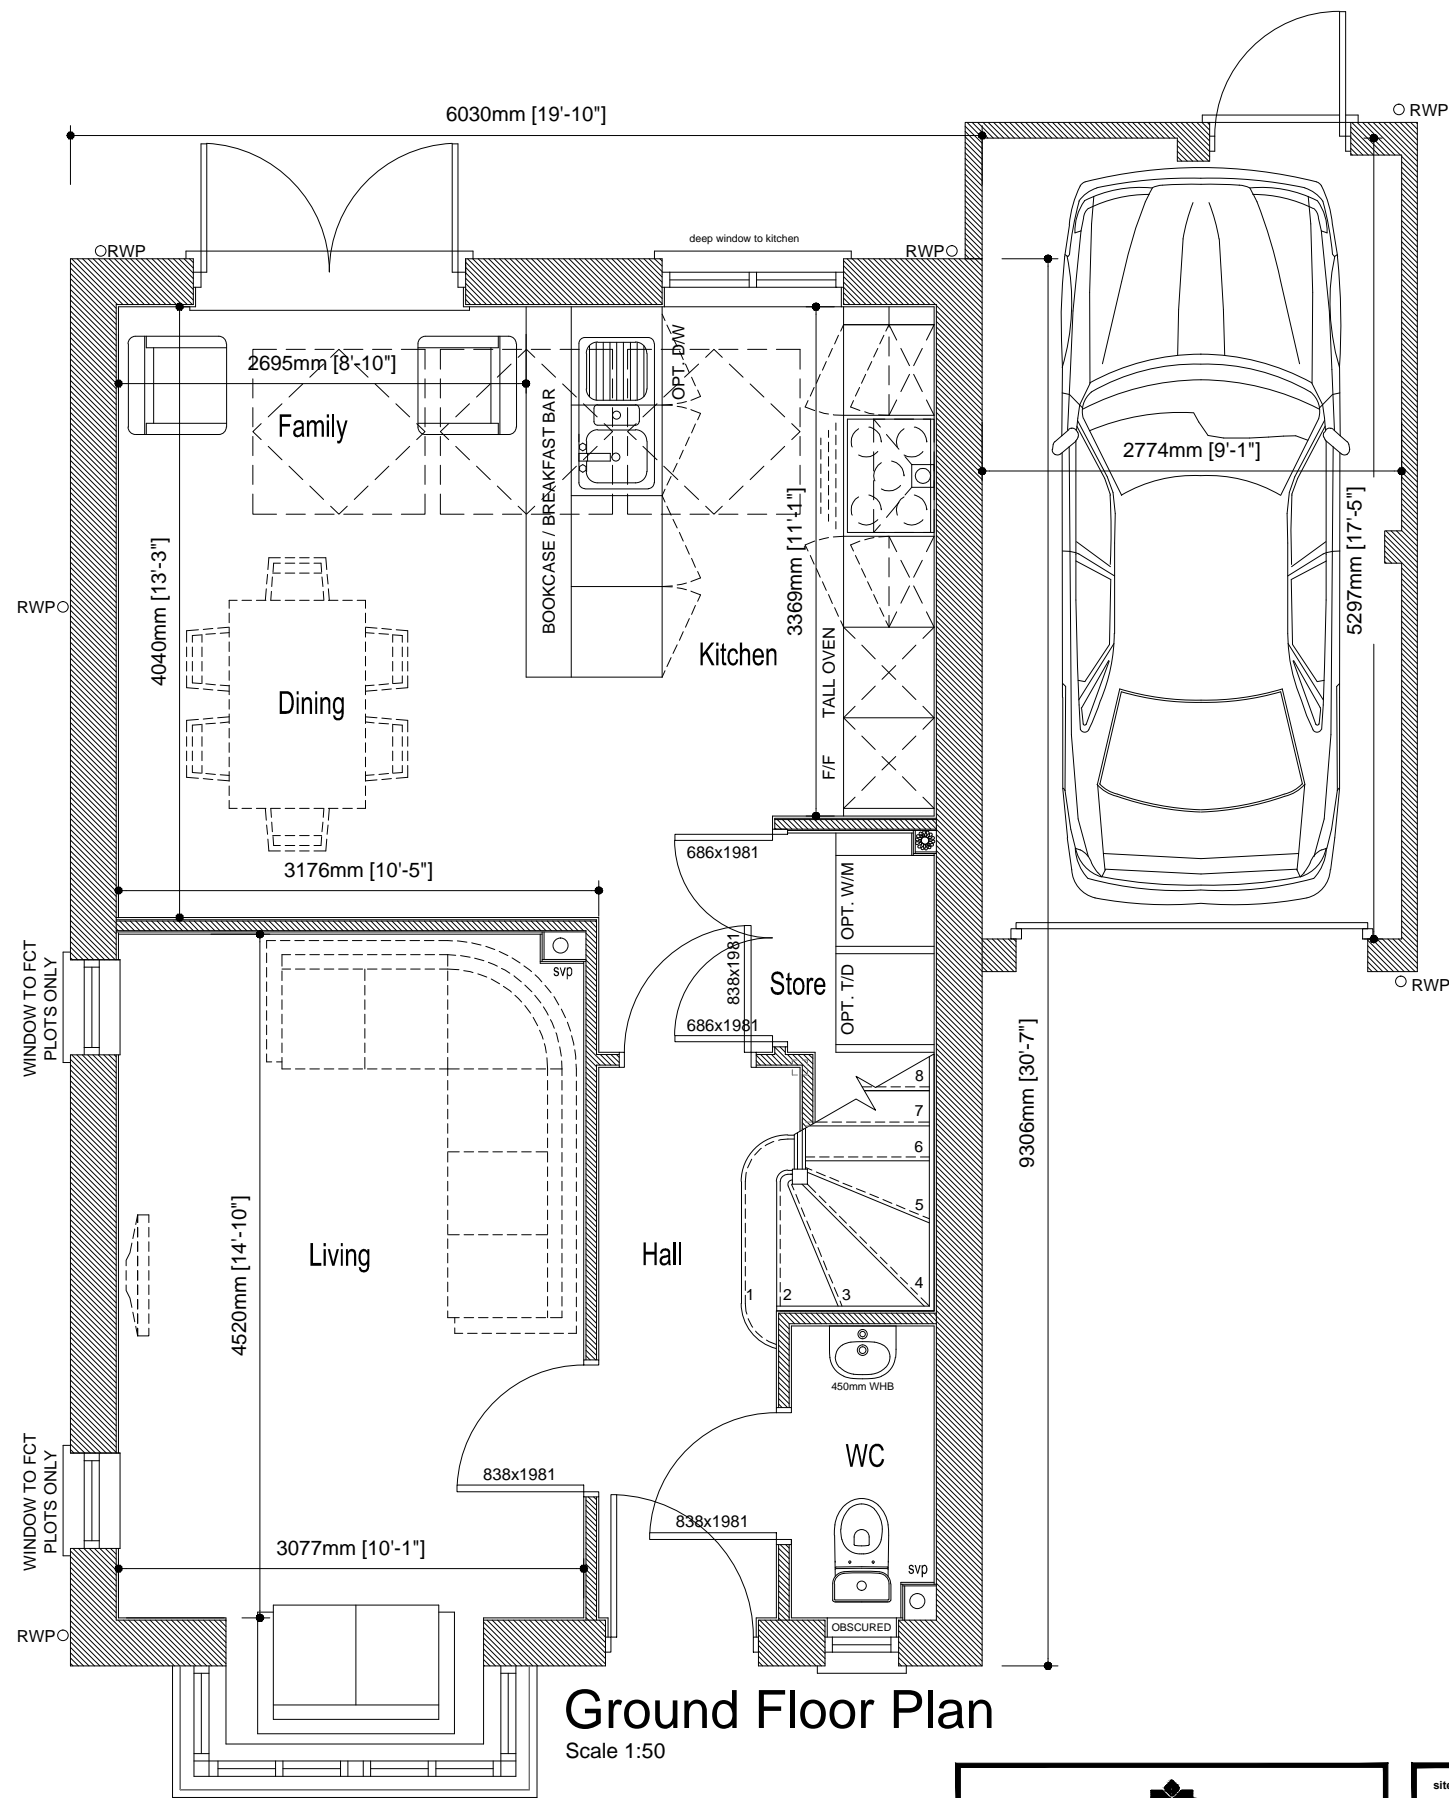 RWP
6030mm [19'-10"]
deep window to kitchen
RWP
RWP
OPT. D/W
2695mm [8'-10"]
Family
BOOKCASE / BREAKFAST BAR
2774mm [9'-1"]
3369mm [11'-1"]
5297mm [17'-5"]
4040mm [13'-3"]
RWP
Kitchen
TALL OVEN
Dining
F/F
686x1981
3176mm [10'-5"]
OPT. W/M
WINDOW TO FCT
PLOTS ONLY
svp
838x1981
Store
OPT. T/D
RWP
686x1981
9306mm [30'-7"]
8
7
6
5
4
3
2
1
4520mm [14'-10"]
Living
Hall
450mm WHB
WC
WINDOW TO FCT
PLOTS ONLY
838x1981
838x1981
3077mm [10'-1"]
svp
OBSCURED
RWP
Ground Floor Plan
Scale 1:50
site